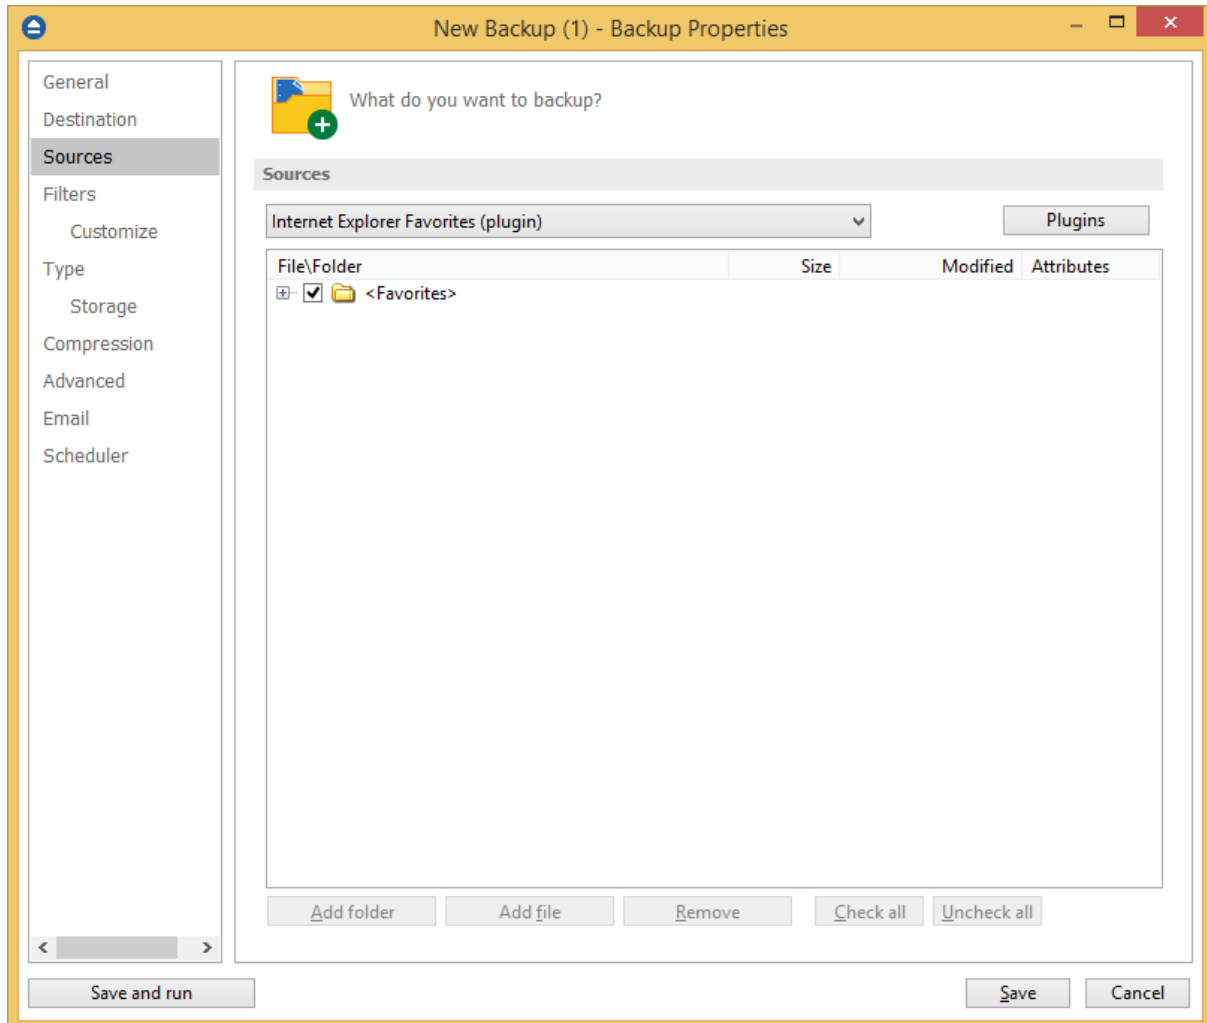 New Backup (1) - Backup Properties
General
Destination
Sources
Filters
Customize
Type
Storage
Compression
Advanced
Email
Scheduler
What do you want to backup?
Sources
Internet Explorer Favorites (plugin)
Plugins
File\Folder Size Modified Attributes
<Favorites>
Add folder Add file Remove Check all Uncheck all
Save and run Save Cancel